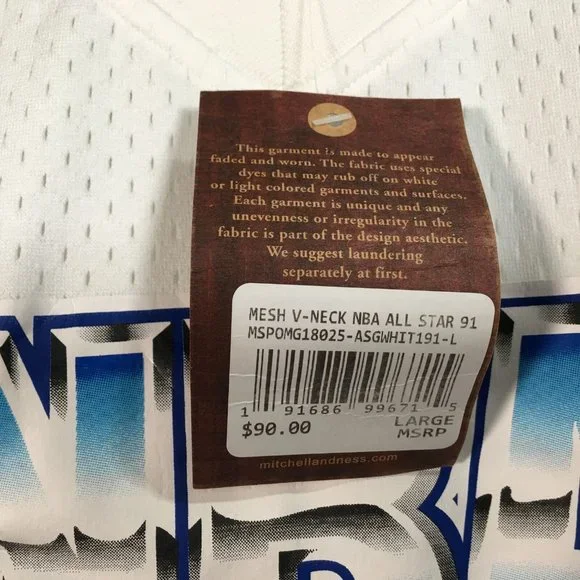 This garment is made to appear
faded and worn. The fabric uses special
dyes that may rub off on white
or light colored garments and surfaces.
Each garment is unique and any
unevenness or irregularity in the
fabric is part of the design aesthetic.
We suggest laundering
separately at first.
MESH V-NECK NBA ALL STAR 91
MSPOMG18025-ASGWHIT191-L
1 91686 99671 5
$90.00
LARGE
MSRP
mitchellandness.com